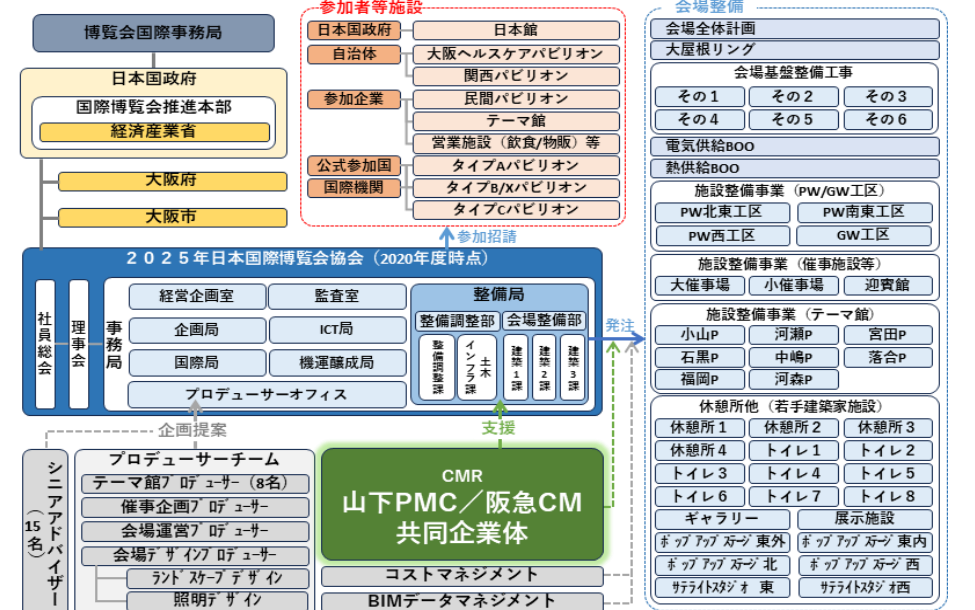 博覧会国際事務局
日本国政府
国際博覧会推進本部
経済産業省
大阪府
大阪市
参加者等施設
日本国政府 日本館
自治体 大阪ヘルスケアパビリオン
関西パビリオン
参加企業 民間パビリオン
テーマ館
営業施設（飲食/物販）等
公式参加国 タイプAパビリオン
国際機関 タイプB/Xパビリオン
タイプCパビリオン
参加招請
２０２５年日本国際博覧会協会（2020年度時点）
社員総会
理事会
事務局
経営企画室 監査室
企画局 ICT局
国際局 機運醸成局
プロデューサーオフィス
整備局
整備調整部 会場整備部
整備調整課
インフラ課
土木
建築1課
建築2課
建築3課
発注
企画提案
支援
シニアアドバイザー
（15名）
プロデューサーチーム
テーマ館プロデューサー（8名）
催事企画プロデューサー
会場運営プロデューサー
会場デザインプロデューサー
ランドスケープデザイン
照明デザイン
CMR
山下PMC／阪急CM
共同企業体
コストマネジメント
BIMデータマネジメント
会場整備
会場全体計画
大屋根リング
会場基盤整備工事
その1 その2 その3
その4 その5 その6
電気供給BOO
熱供給BOO
施設整備事業（PW/GW工区）
PW北東工区 PW南東工区
PW西工区 GW工区
施設整備事業（催事施設等）
大催事場 小催事場 迎賓館
施設整備事業（テーマ館）
小山P 河瀬P 宮田P
石黒P 中嶋P 落合P
福岡P 河森P
休憩所他（若手建築家施設）
休憩所1 休憩所2 休憩所3
休憩所4 トイレ1 トイレ2
トイレ3 トイレ4 トイレ5
トイレ6 トイレ7 トイレ8
ギャラリー 展示施設
ポップアップステージ東外 ポップアップステージ東内
ポップアップステージ北 ポップアップステージ西
サテライトスタジオ 東 サテライトスタジオ西